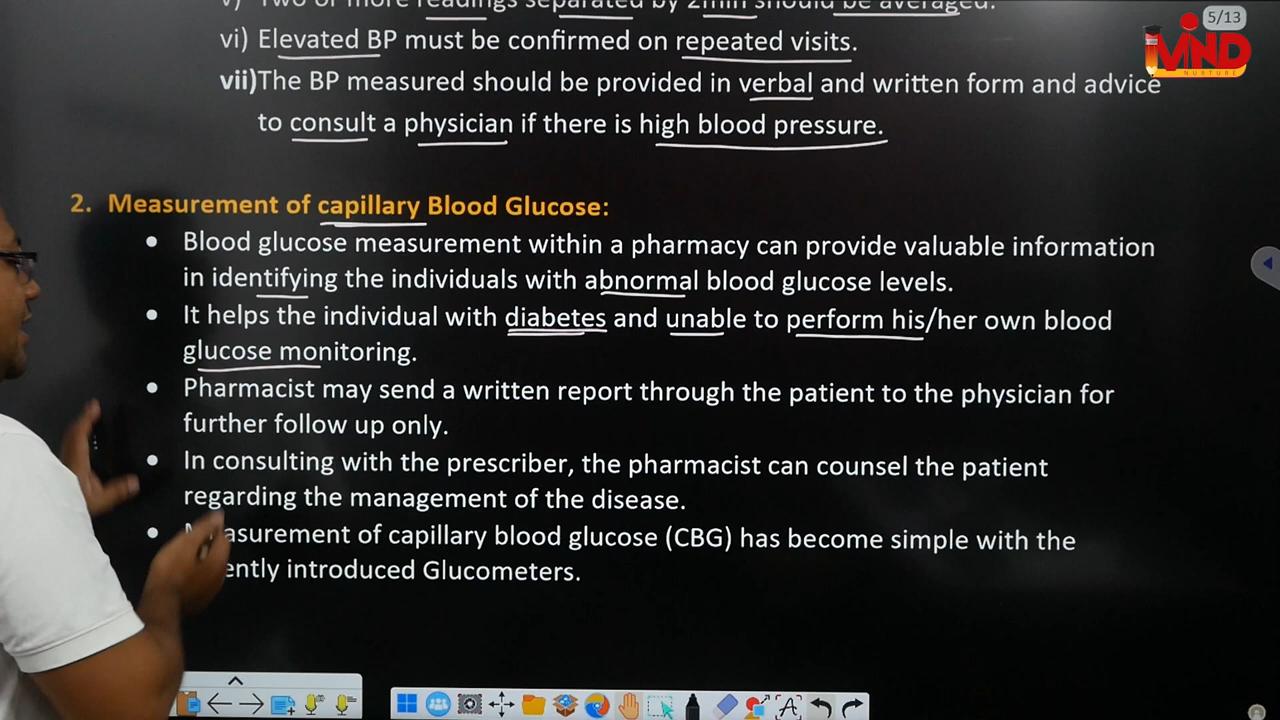 v) Two or more readings separated by 2min should be averaged.
5/13
MIND
NURTURE
vi) Elevated BP must be confirmed on repeated visits.
vii)The BP measured should be provided in verbal and written form and advice
to consult a physician if there is high blood pressure.
2. Measurement of capillary Blood Glucose:
• Blood glucose measurement within a pharmacy can provide valuable information
in identifying the individuals with abnormal blood glucose levels.
• It helps the individual with diabetes and unable to perform his/her own blood
glucose monitoring.
• Pharmacist may send a written report through the patient to the physician for
further follow up only.
• In consulting with the prescriber, the pharmacist can counsel the patient
regarding the management of the disease.
• Measurement of capillary blood glucose (CBG) has become simple with the
ently introduced Glucometers.